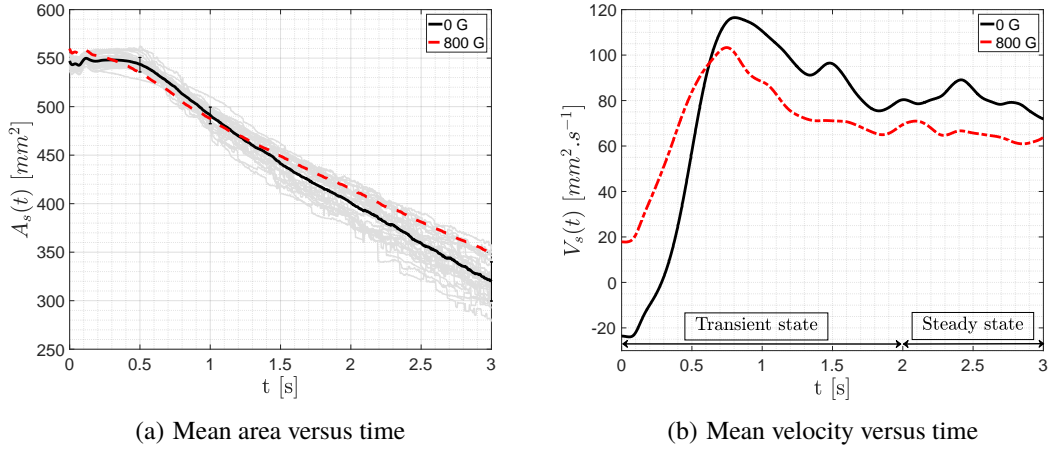 600
550
500
450
400
350
300
250
0
0.5
1
1.5
2
2.5
3
A_s(t) [mm^2]
t [s]
0 G
800 G
(a) Mean area versus time
120
100
80
60
40
20
0
-20
0
0.5
1
1.5
2
2.5
3
V_s(t) [mm^2.s^{-1}]
t [s]
0 G
800 G
Transient state
Steady state
(b) Mean velocity versus time